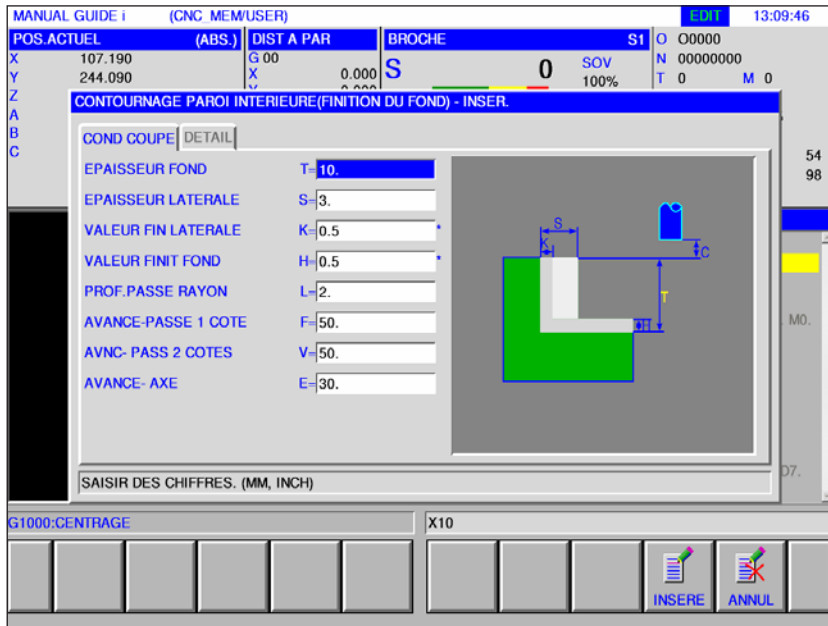 MANUAL GUIDE i (CNC_MEM/USER) EDIT 13:09:46
POS.ACTUEL (ABS.) DIST A PAR BROCHE S1 O O0000
X 107.190 G 00 S 0 SOV N 00000000
Y 244.090 X 0.000 100% T 0 M 0
Z
A
B
C
54
98
CONTOURNAGE PAROI INTERIEURE(FINITION DU FOND) - INSER.
COND COUPE DETAIL
EPAISSEUR FOND T=10.
EPAISSEUR LATERALE S=3.
VALEUR FIN LATERALE K=0.5 *
VALEUR FINIT FOND H=0.5 *
PROF.PASSE RAYON L=2.
AVANCE-PASSE 1 COTE F=50.
AVNC- PASS 2 COTES V=50.
AVANCE- AXE E=30.
S
K
C
T
H
M0.
D7.
SAISIR DES CHIFFRES. (MM, INCH)
G1000:CENTRAGE X10
INSERE ANNUL